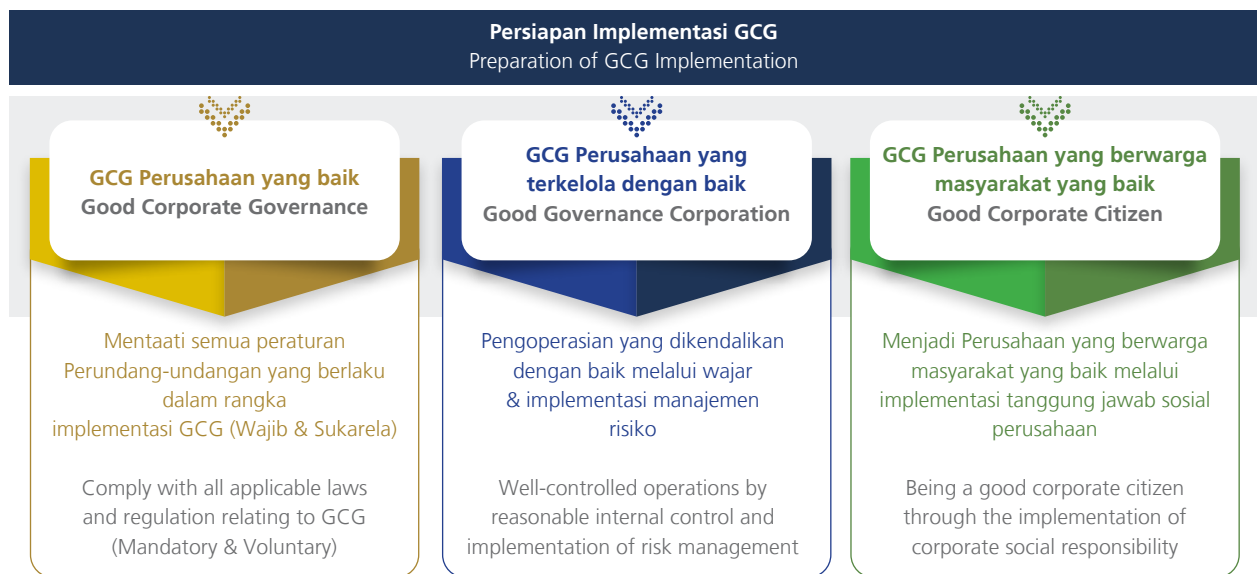 Persiapan Implementasi GCG
Preparation of GCG Implementation
GCG Perusahaan yang baik
Good Corporate Governance
Mentaati semua peraturan
Perundang-undangan yang berlaku
dalam rangka
implementasi GCG (Wajib & Sukarela)
Comply with all applicable laws
and regulation relating to GCG
(Mandatory & Voluntary)
GCG Perusahaan yang
terkelola dengan baik
Good Governance Corporation
Pengoperasian yang dikendalikan
dengan baik melalui wajar
& implementasi manajemen
risiko
Well-controlled operations by
reasonable internal control and
implementation of risk management
GCG Perusahaan yang berwarga
masyarakat yang baik
Good Corporate Citizen
Menjadi Perusahaan yang berwarga
masyarakat yang baik melalui
implementasi tanggung jawab sosial
perusahaan
Being a good corporate citizen
through the implementation of
corporate social responsibility